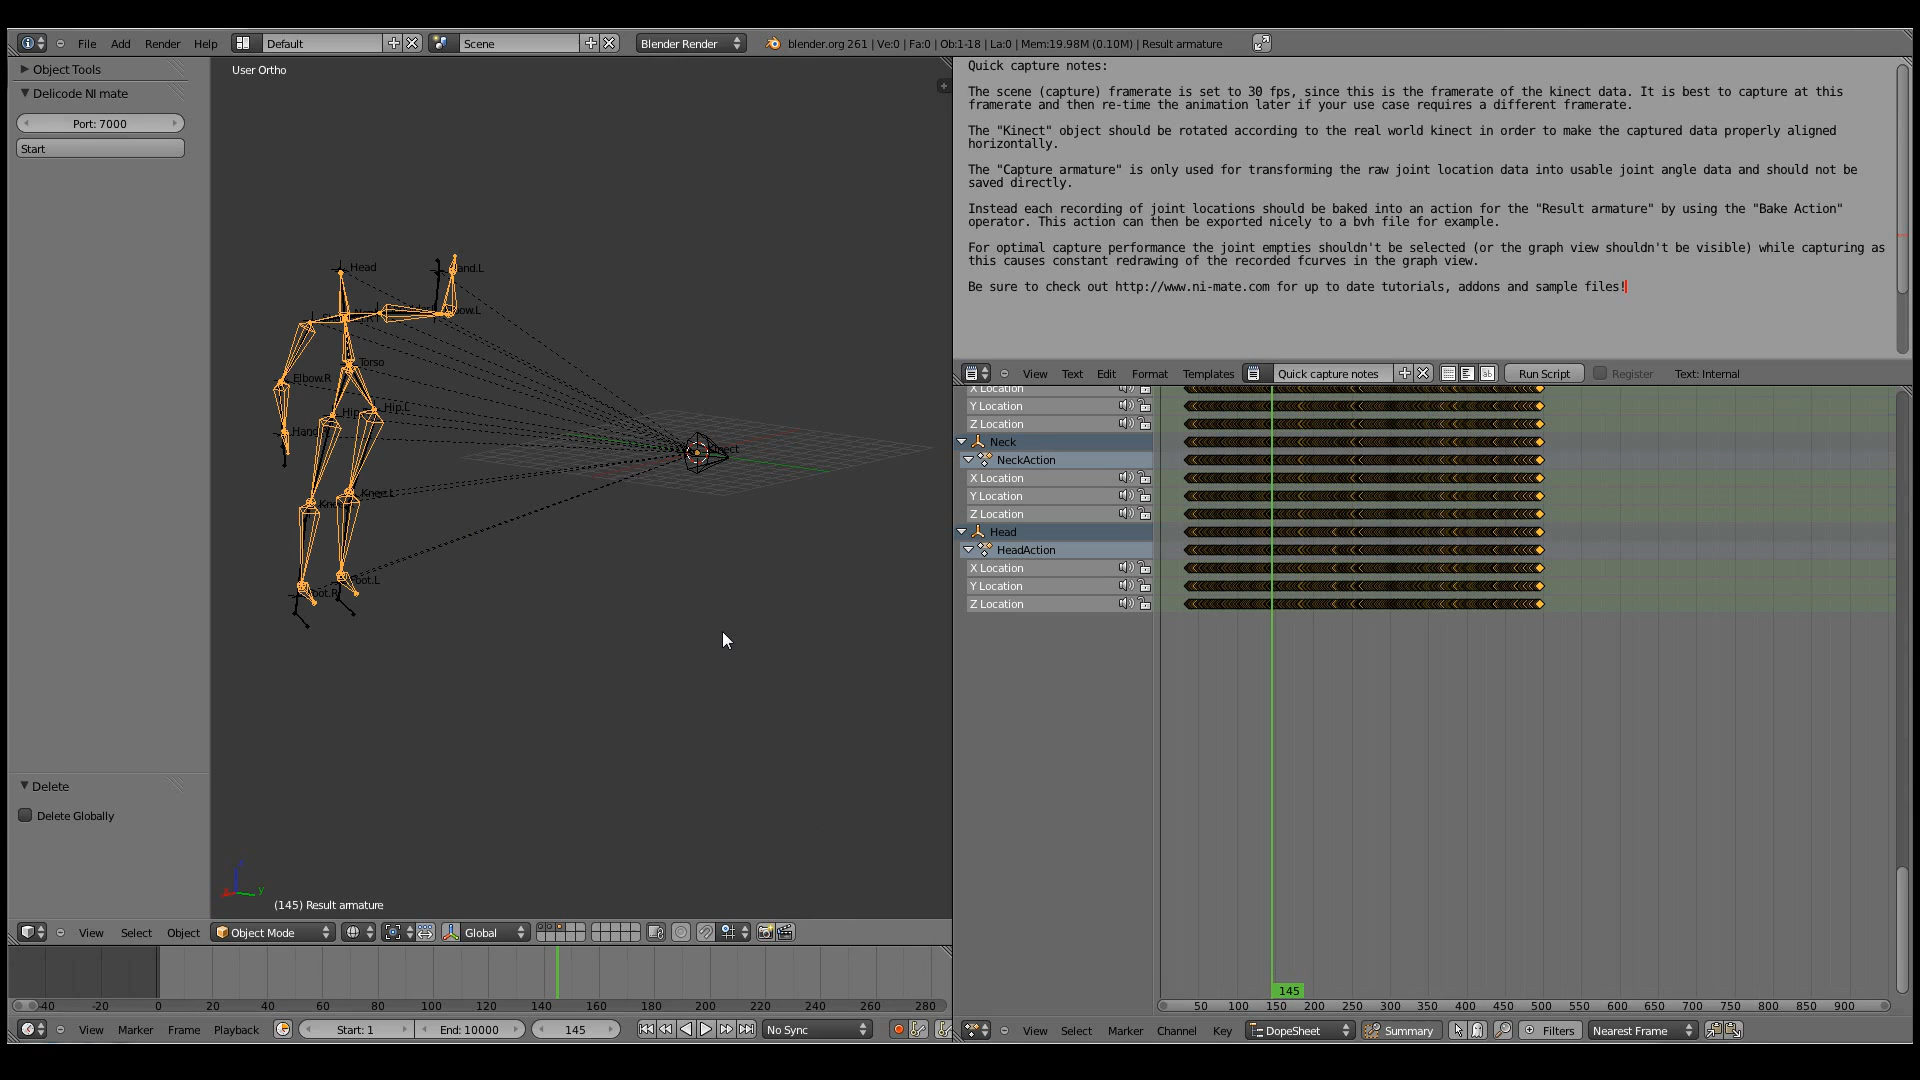 File Add Render Help Default Scene Blender Render blender.org 261 | Ve:0 | Fa:0 | Ob:1-18 | La:0 | Mem:19.98M (0.10M) | Result armature
Object Tools
Delicode NI mate
Port: 7000
Start
Delete
Delete Globally
User Ortho
Head
and.L
ow.L
Torso
Elbow.R
Hip
Hip.L
Hand
Knee.L
Kne
oot.L
oot.R
inect
y
(145) Result armature
View Select Object Object Mode Global
-40 -20 0 20 40 60 80 100 120 140 160 180 200 220 240 260 280
View Marker Frame Playback Start: 1 End: 10000 145 No Sync
Quick capture notes:
The scene (capture) framerate is set to 30 fps, since this is the framerate of the kinect data. It is best to capture at this
framerate and then re-time the animation later if your use case requires a different framerate.
The "Kinect" object should be rotated according to the real world kinect in order to make the captured data properly aligned
horizontally.
The "Capture armature" is only used for transforming the raw joint location data into usable joint angle data and should not be
saved directly.
Instead each recording of joint locations should be baked into an action for the "Result armature" by using the "Bake Action"
operator. This action can then be exported nicely to a bvh file for example.
For optimal capture performance the joint empties shouldn't be selected (or the graph view shouldn't be visible) while capturing as
this causes constant redrawing of the recorded fcurves in the graph view.
Be sure to check out http://www.ni-mate.com for up to date tutorials, addons and sample files!
View Text Edit Format Templates Quick capture notes Run Script Register Text: Internal
X Location
Y Location
Z Location
Neck
NeckAction
X Location
Y Location
Z Location
Head
HeadAction
X Location
Y Location
Z Location
145
50 100 150 200 250 300 350 400 450 500 550 600 650 700 750 800 850 900
View Select Marker Channel Key DopeSheet Summary Filters Nearest Frame